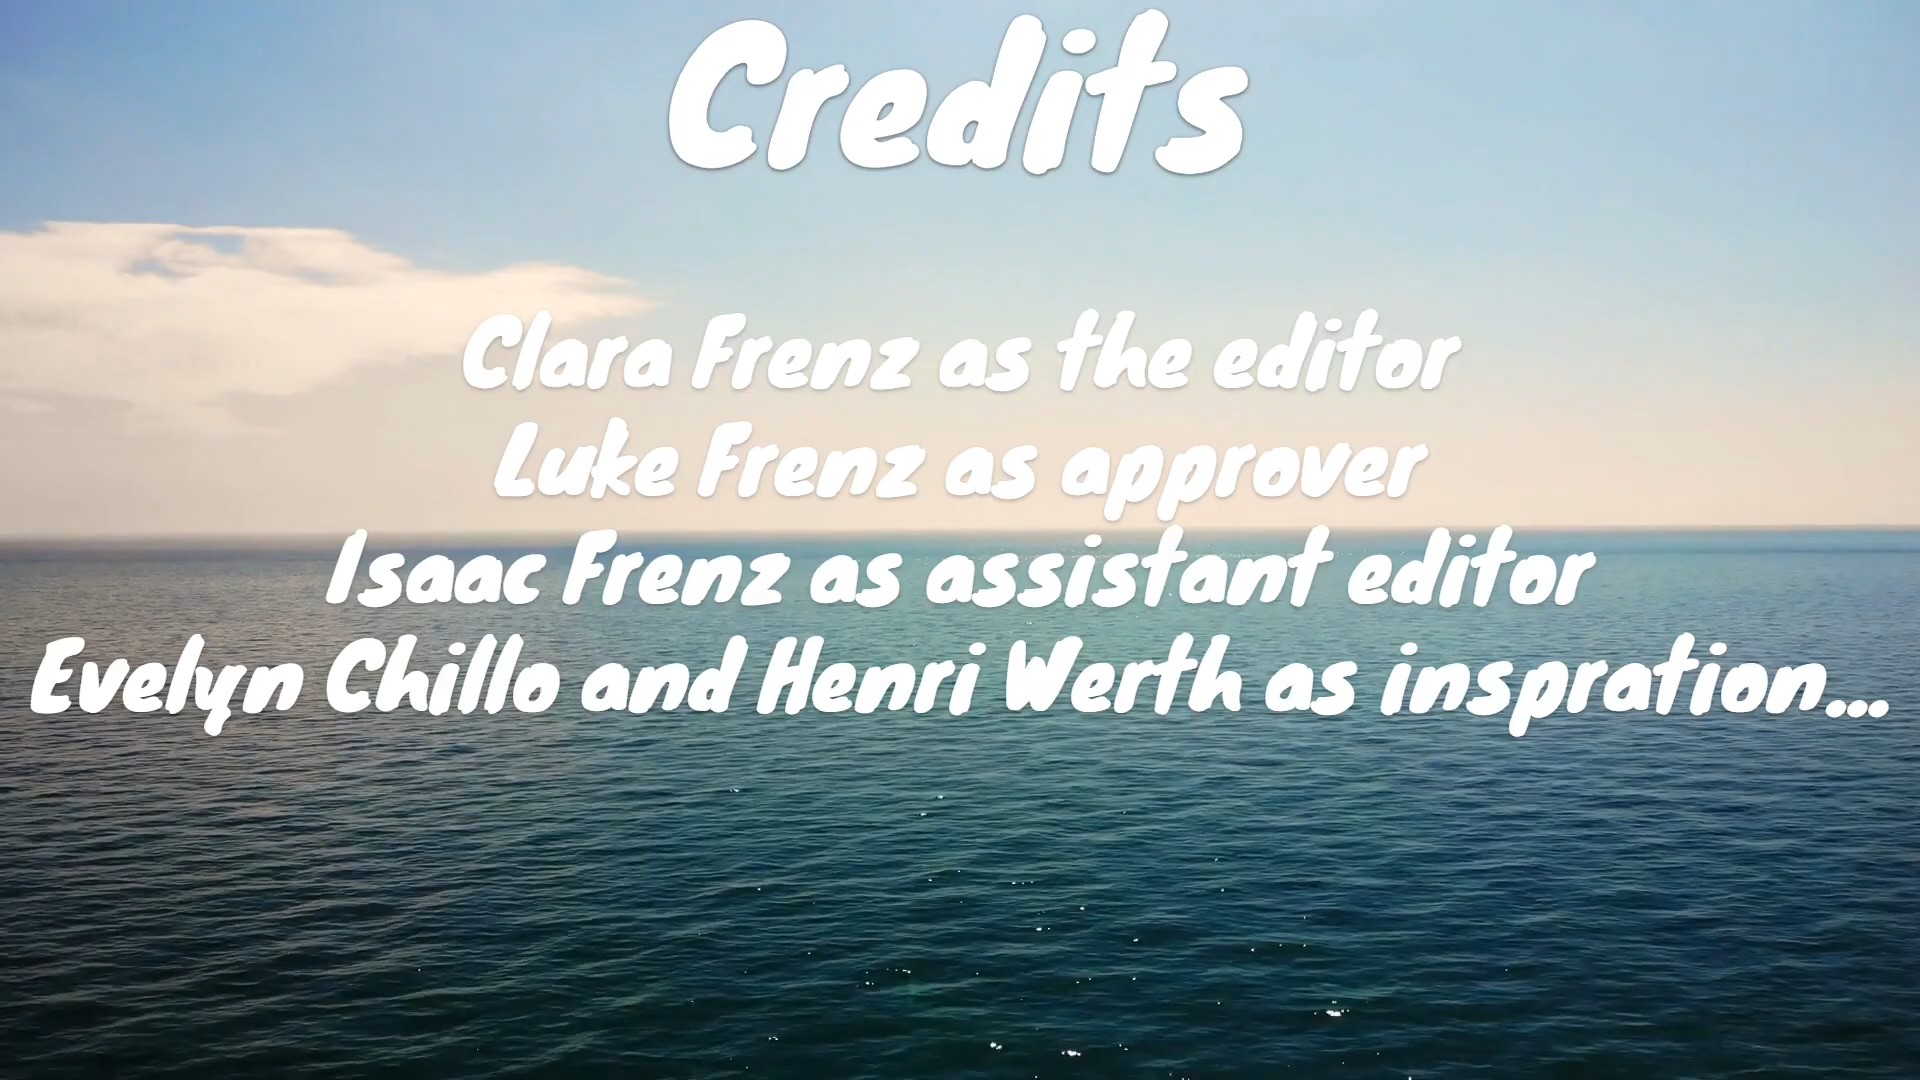 Credits
Clara Frenz as the editor
Luke Frenz as approver
Isaac Frenz as assistant editor
Evelyn Chillo and Henri Werth as inspration...